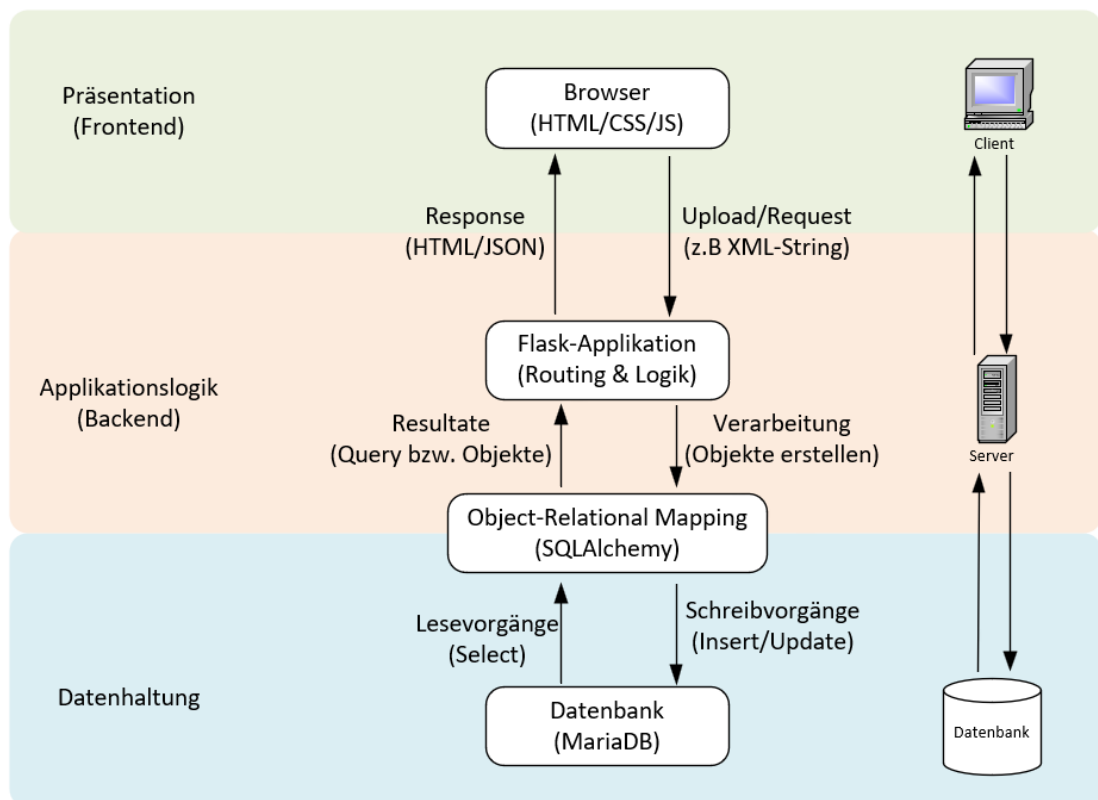 Präsentation
(Frontend)
Browser
(HTML/CSS/JS)
Client
Response
(HTML/JSON)
Upload/Request
(z.B XML-String)
Applikationslogik
(Backend)
Flask-Applikation
(Routing & Logik)
Server
Resultate
(Query bzw. Objekte)
Verarbeitung
(Objekte erstellen)
Object-Relational Mapping
(SQLAlchemy)
Lesevorgänge
(Select)
Schreibvorgänge
(Insert/Update)
Datenhaltung
Datenbank
(MariaDB)
Datenbank